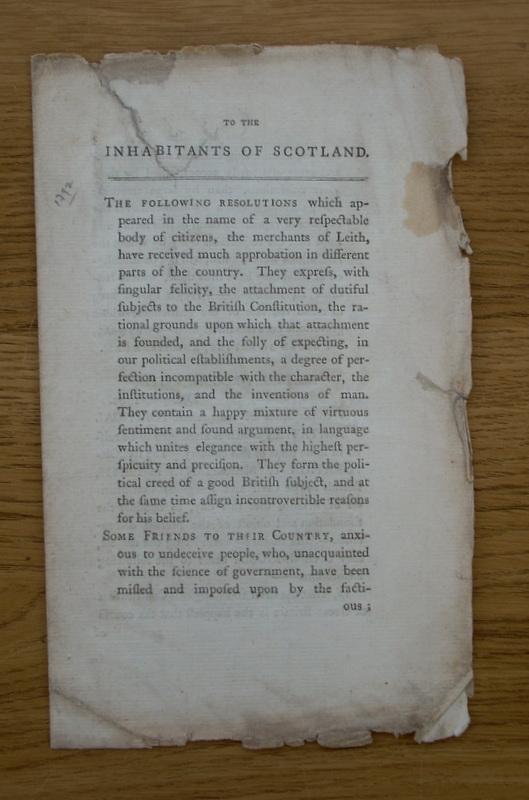 TO THE
INHABITANTS OF SCOTLAND.
1792
THE FOLLOWING RESOLUTIONS which ap-
peared in the name of a very reſpectable
body of citizens, the merchants of Leith,
have received much approbation in different
parts of the country. They expreſs, with
ſingular felicity, the attachment of dutiful
ſubjects to the Britiſh Conſtitution, the ra-
tional grounds upon which that attachment
is founded, and the folly of expecting, in
our political eſtabliſhments, a degree of per-
fection incompatible with the character, the
inſtitutions, and the inventions of man.
They contain a happy mixture of virtuous
ſentiment and ſound argument, in language
which unites elegance with the higheſt per-
ſpicuity and preciſion. They form the poli-
tical creed of a good Britiſh ſubject, and at
the ſame time aſſign incontrovertible reaſons
for his belief.
SOME FRIENDS TO THEIR COUNTRY, anxi-
ous to undeceive people, who, unacquainted
with the ſcience of government, have been
miſled and impoſed upon by the facti-
ous ;